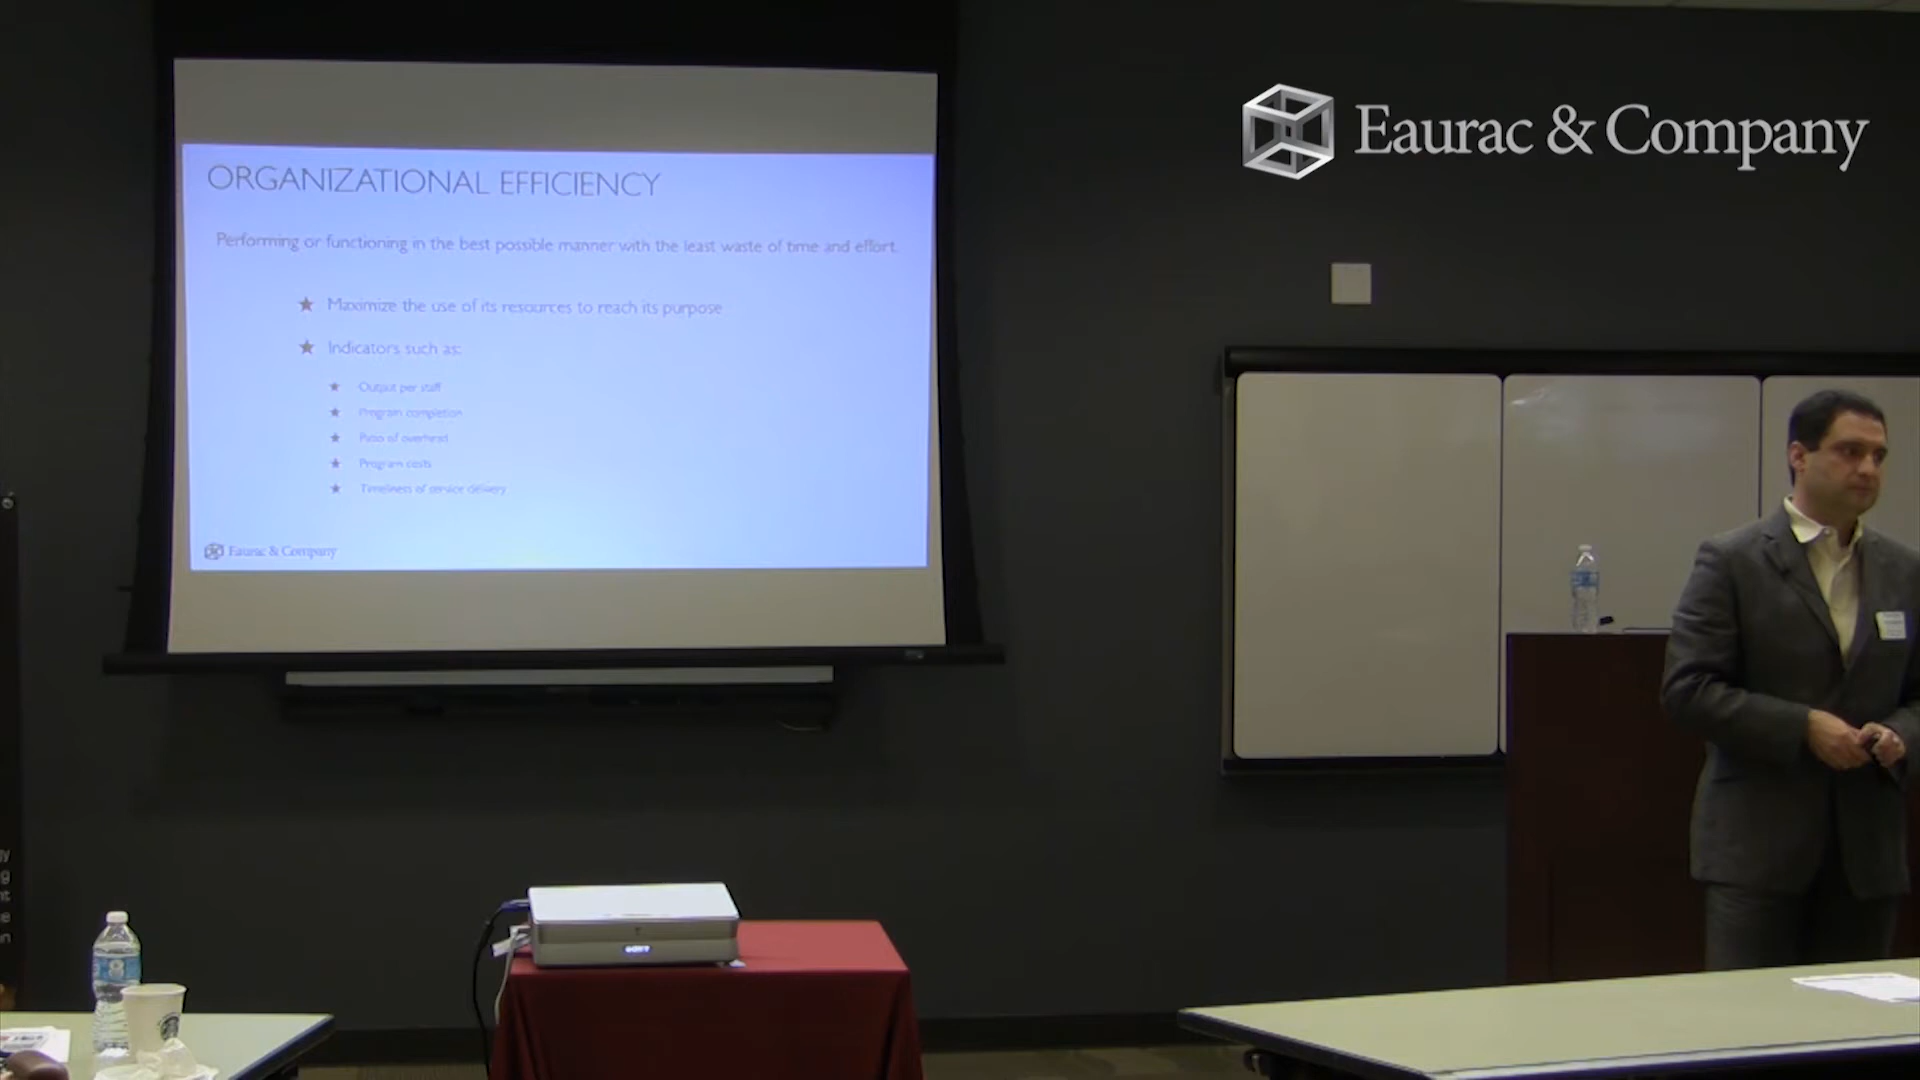 ORGANIZATIONAL EFFICIENCY
Performing or functioning in the best possible manner with the least waste of time and effort.
★ Maximize the use of its resources to reach its purpose
★ Indicators such as:
★ Output per staff
★ Program completion
★ Ratio of overhead
★ Program costs
★ Timeliness of service delivery
Eaurac & Company
Eaurac & Company
SONY